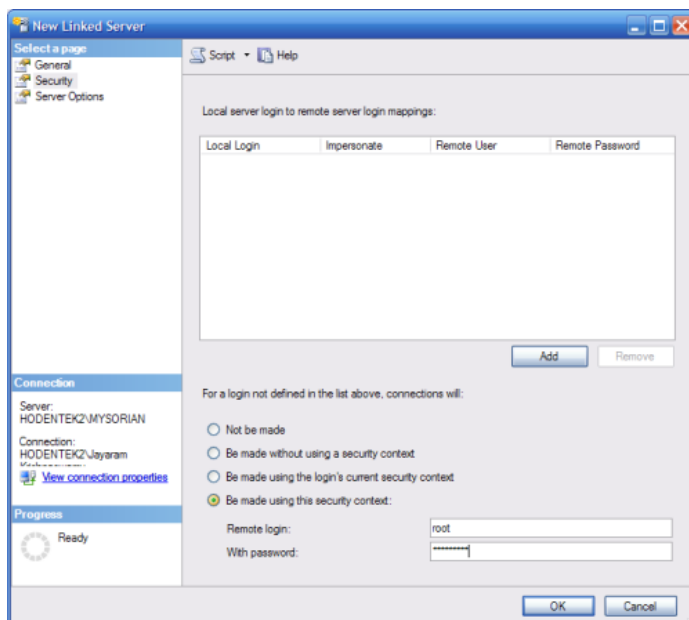 New Linked Server
Select a page
General
Security
Server Options
Script Help
Local server login to remote server login mappings:
Local Login Impersonate Remote User Remote Password
Add Remove
Connection
Server:
HODENTEK2\MYSORIAN
Connection:
HODENTEK2\Jayaram
View connection properties
Progress
Ready
For a login not defined in the list above, connections will:
Not be made
Be made without using a security context
Be made using the login's current security context
Be made using this security context:
Remote login: root
With password: *********
OK Cancel